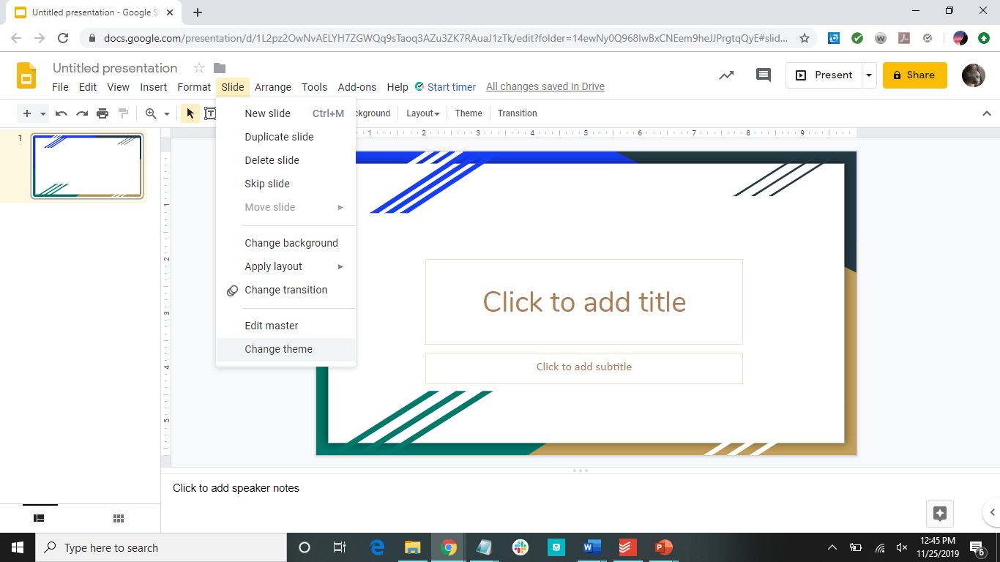 Untitled presentation - Google Sl
docs.google.com/presentation/d/1L2pz2OwNvAELYH7ZGWQq9sTaoq3AZu3ZK7RAuaJ1zTk/edit?folder=14ewNy0Q968lwBxCNEem9heJJPrgtqQyE#slid...
Untitled presentation
File Edit View Insert Format Slide Arrange Tools Add-ons Help Start timer All changes saved in Drive
Present
Share
ckground Layout Theme Transition
New slide Ctrl+M
Duplicate slide
Delete slide
Skip slide
Move slide
Change background
Apply layout
Change transition
Edit master
Change theme
1
1 2 3 4 5 6 7 8 9
1
2
3
4
5
Click to add title
Click to add subtitle
Click to add speaker notes
Type here to search
12:45 PM
11/25/2019
6